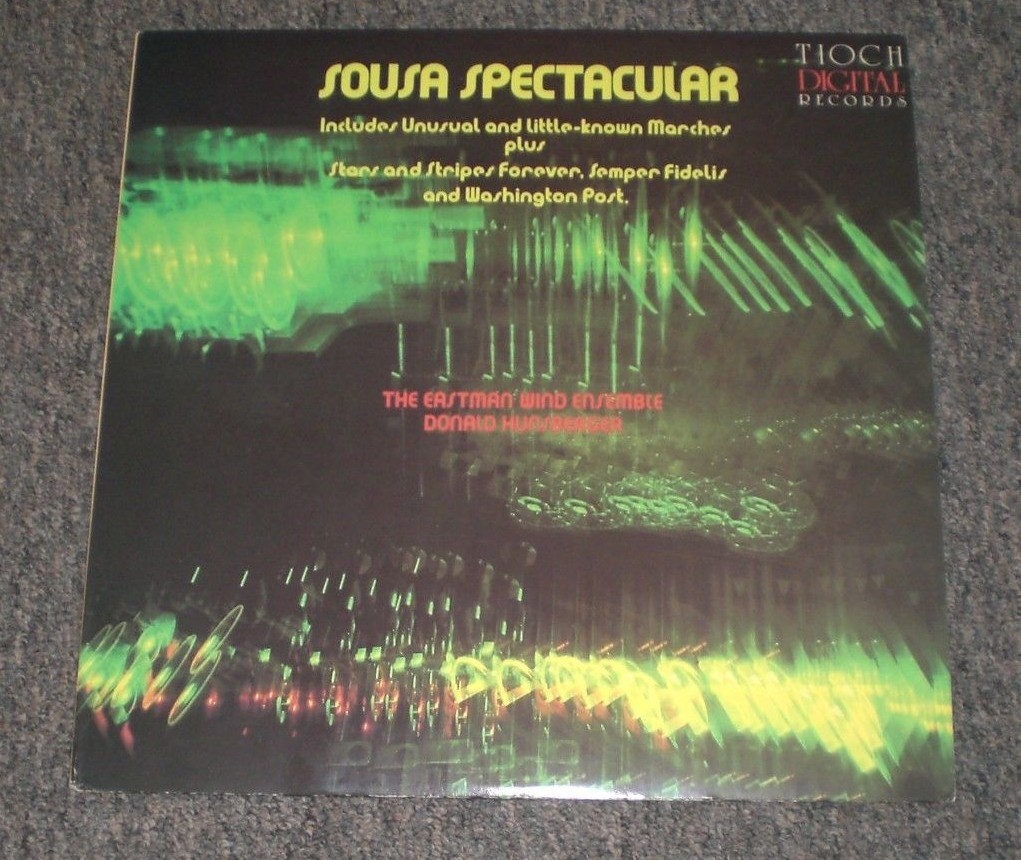 TIOCH
DIGITAL
RECORDS
SOUSA SPECTACULAR
Includes Unusual and Little-known Marches
plus
Stars and Stripes Forever, Semper Fidelis
and Washington Post.
THE EASTMAN WIND ENSEMBLE
DONALD HUNSBERGER